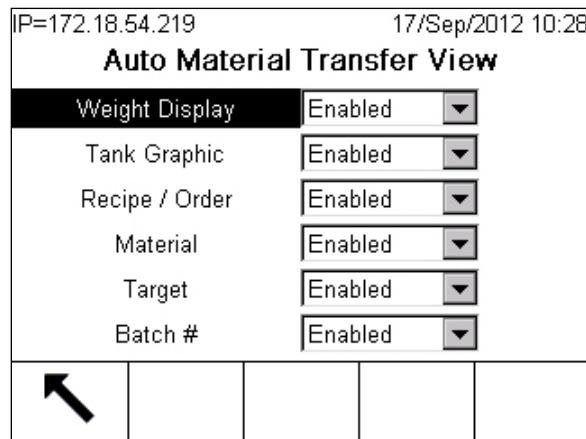 IP=172.18.54.219 17/Sep/2012 10:28
Auto Material Transfer View
Weight Display Enabled
Tank Graphic Enabled
Recipe / Order Enabled
Material Enabled
Target Enabled
Batch # Enabled